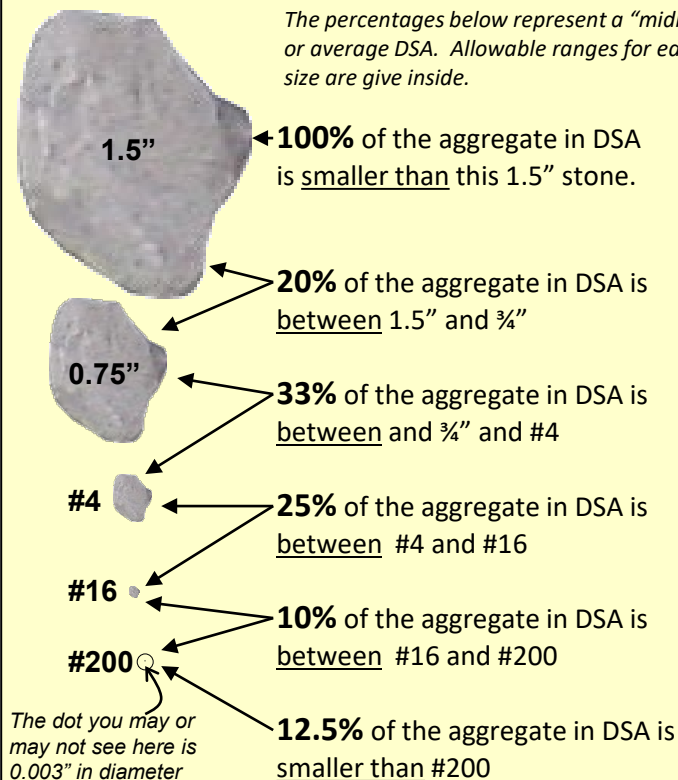 The percentages below represent a “midl
or average DSA. Allowable ranges for ea
size are give inside.
1.5”
100% of the aggregate in DSA
is smaller than this 1.5” stone.
20% of the aggregate in DSA is
between 1.5” and ¾”
0.75”
33% of the aggregate in DSA is
between and ¾” and #4
#4
25% of the aggregate in DSA is
between #4 and #16
#16
10% of the aggregate in DSA is
between #16 and #200
#200
The dot you may or
may not see here is
0.003” in diameter
12.5% of the aggregate in DSA is
smaller than #200